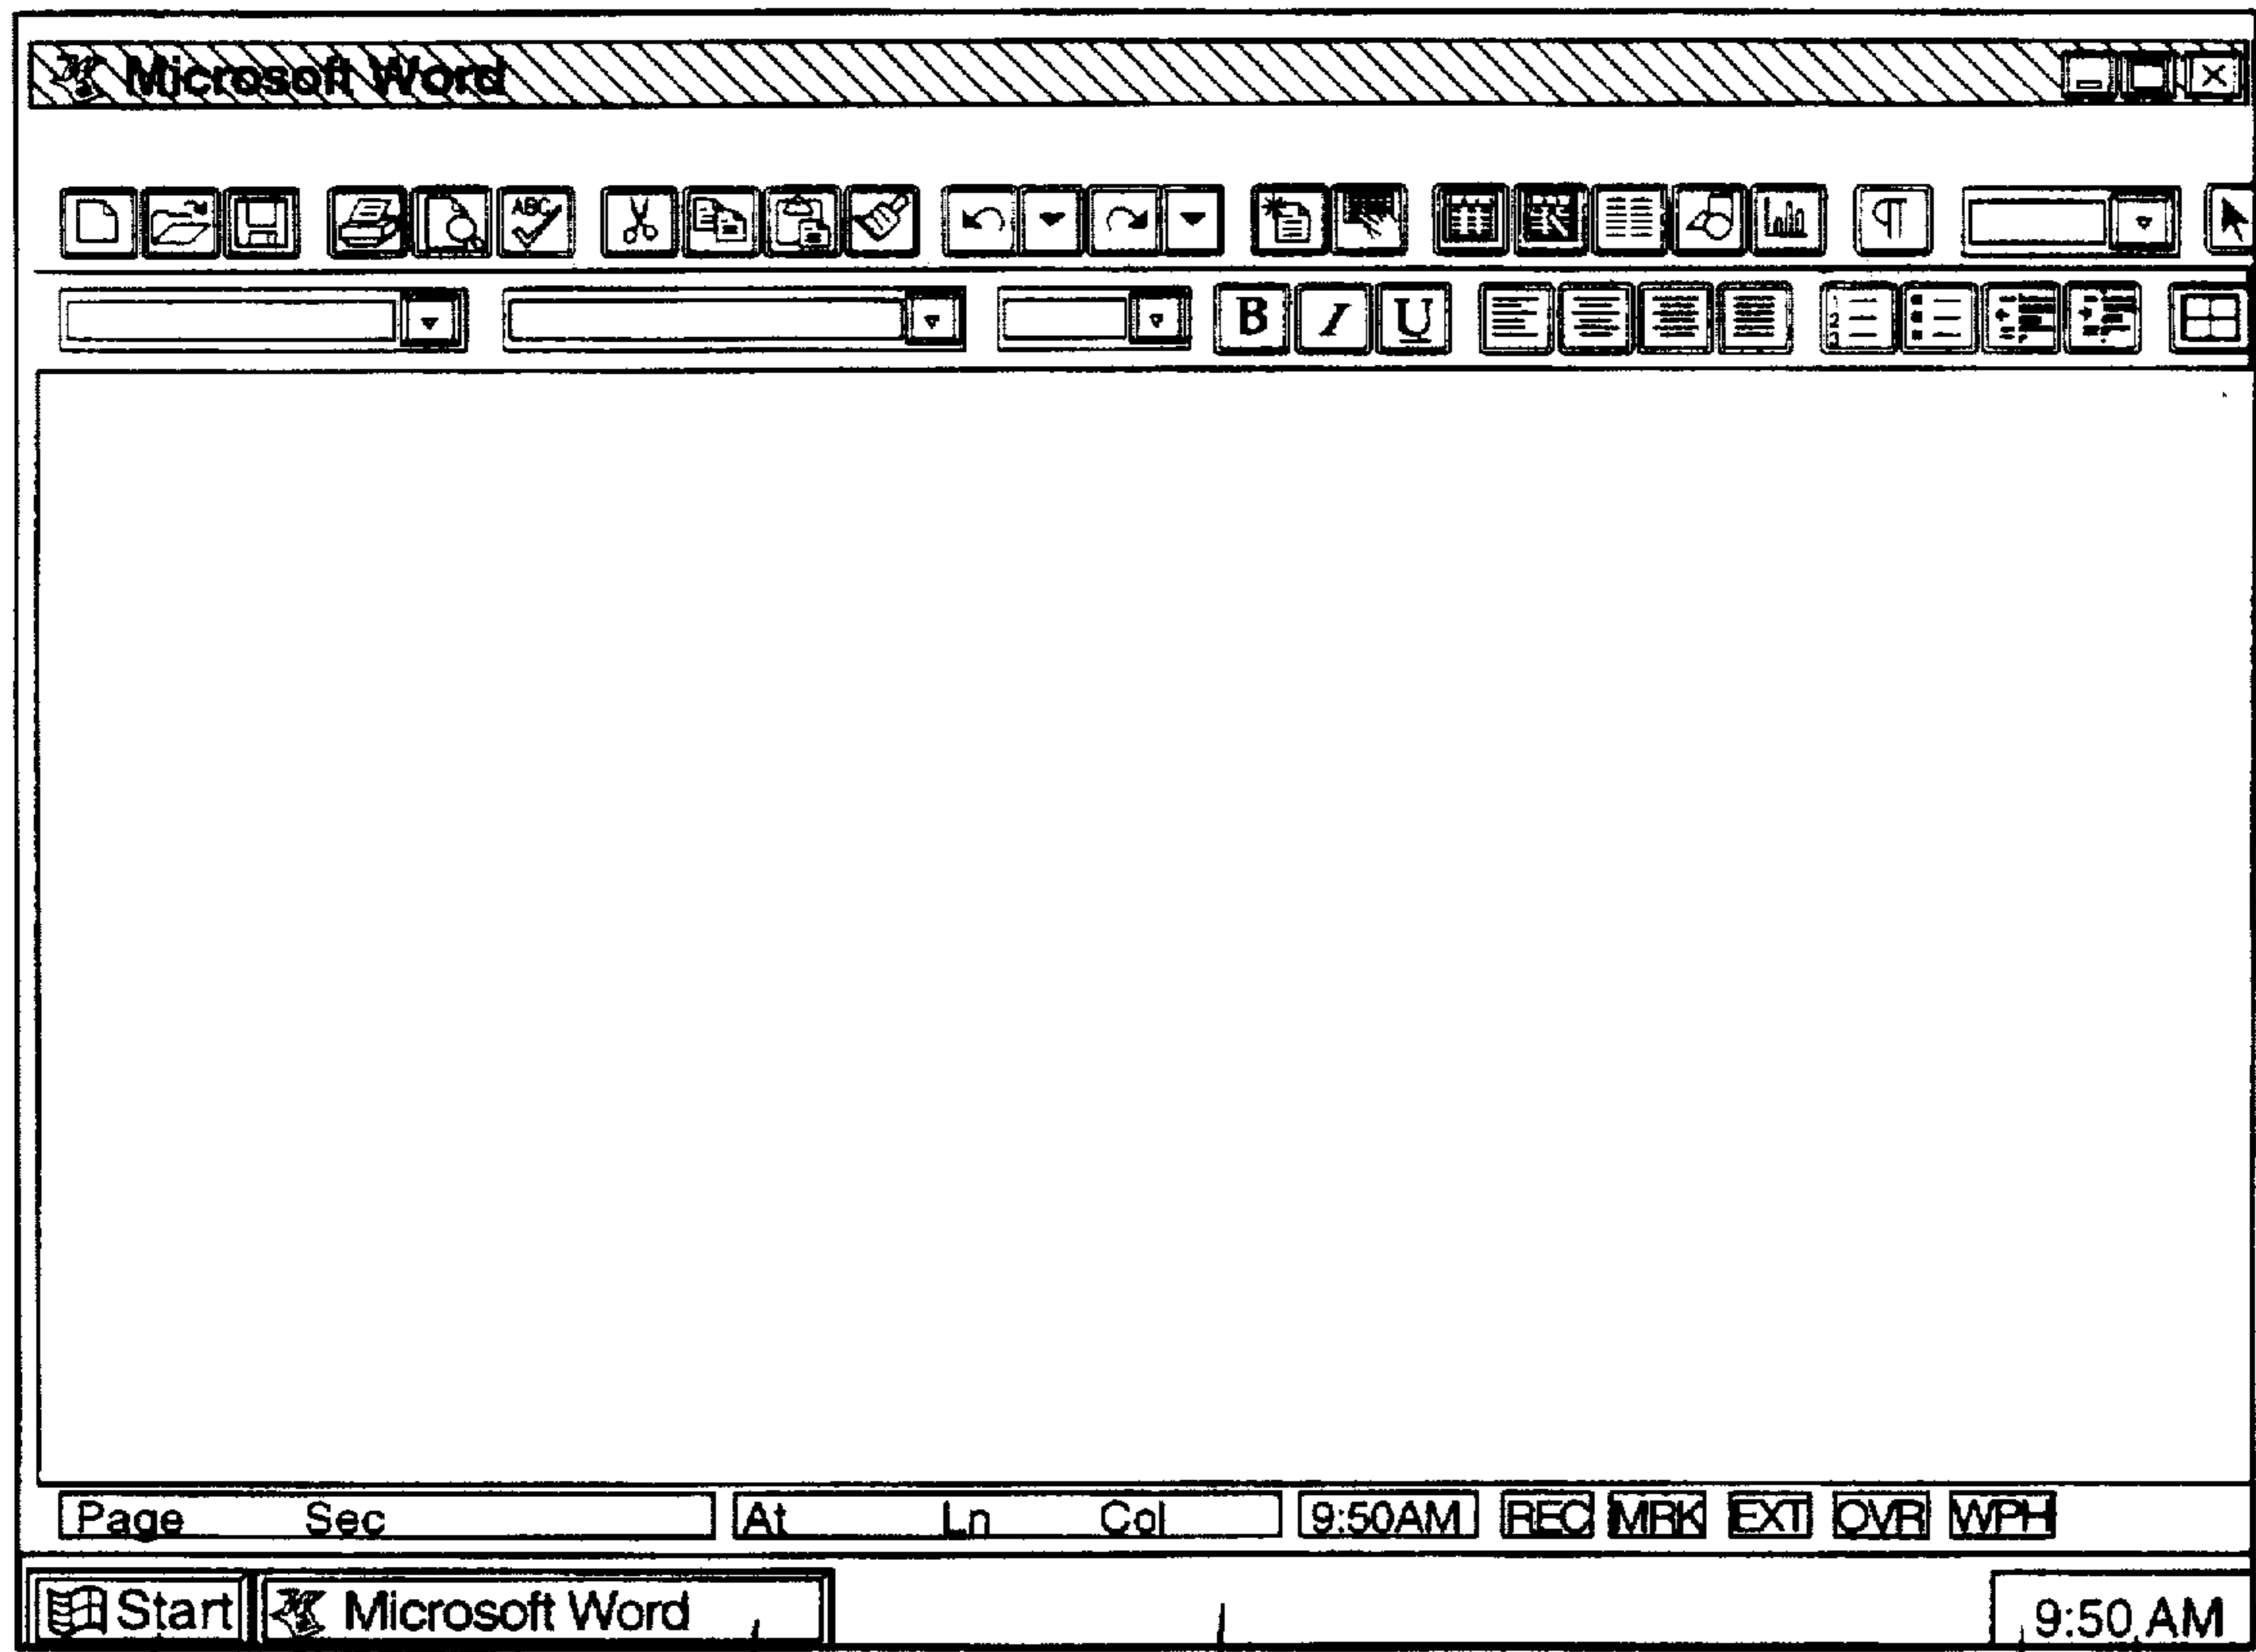 Microsoft Word
ABC
B I U
Page Sec At Ln Col 9:50AM REC MRK EXT OVR WPH
Start Microsoft Word 9:50 AM